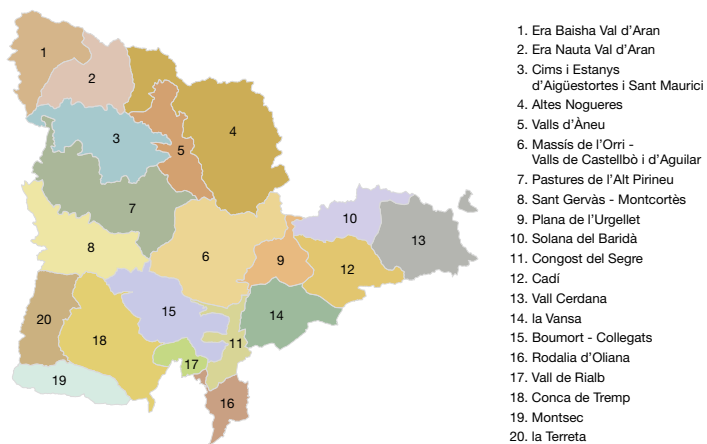 1
2
3
4
5
6
7
8
9
10
11
12
13
14
15
16
17
18
19
20
1. Era Baisha Val d'Aran
2. Era Nauta Val d'Aran
3. Cims i Estanys
d'Aigüestortes i Sant Maurici
4. Altes Nogueres
5. Valls d'Àneu
6. Massís de l'Orri -
Valls de Castellbò i d'Aguilar
7. Pastures de l'Alt Pirineu
8. Sant Gervàs - Montcortès
9. Plana de l'Urgellet
10. Solana del Baridà
11. Congost del Segre
12. Cadí
13. Vall Cerdana
14. la Vansa
15. Boumort - Collegats
16. Rodalia d'Oliana
17. Vall de Rialb
18. Conca de Tremp
19. Montsec
20. la Terreta